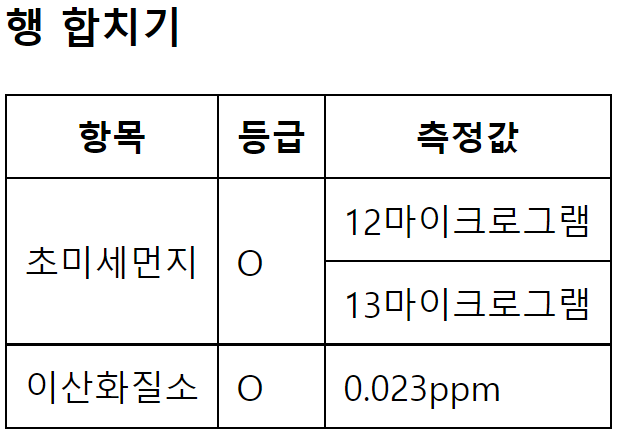 행 합치기
항목 등급 측정값
초미세먼지 O 12마이크로그램
13마이크로그램
이산화질소 O 0.023ppm